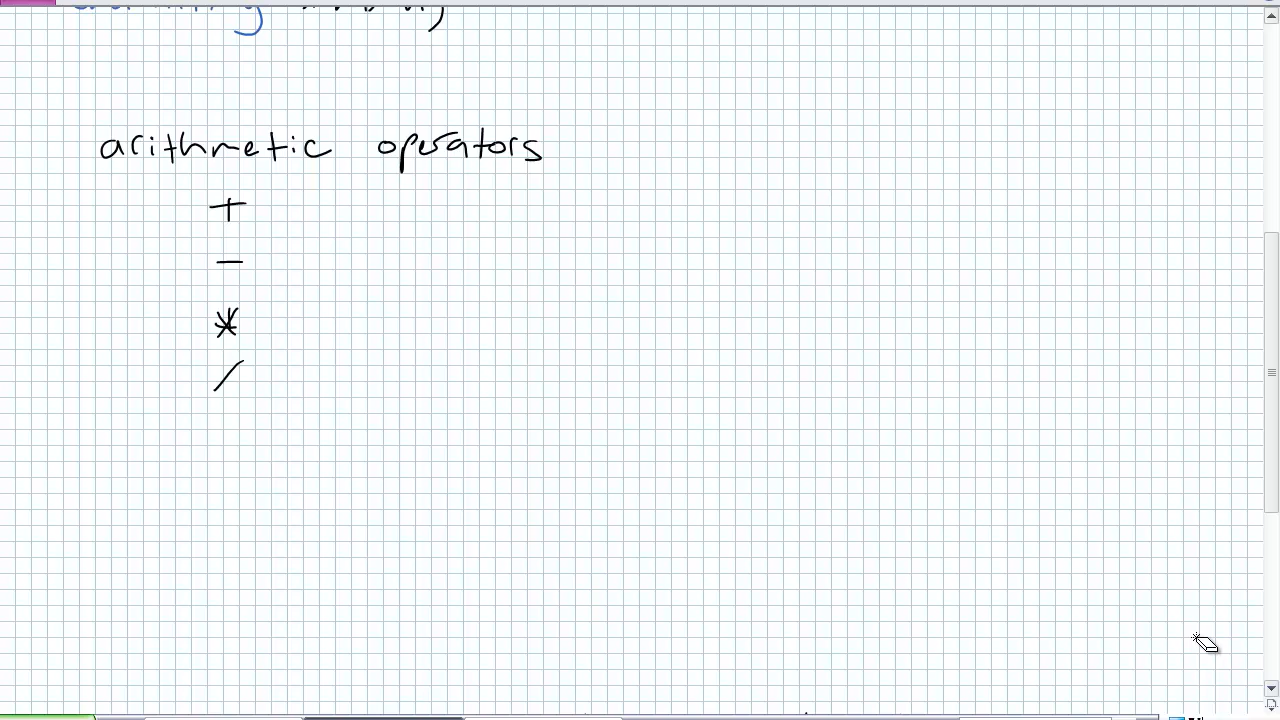 arithmetic operators
+
-
*
/